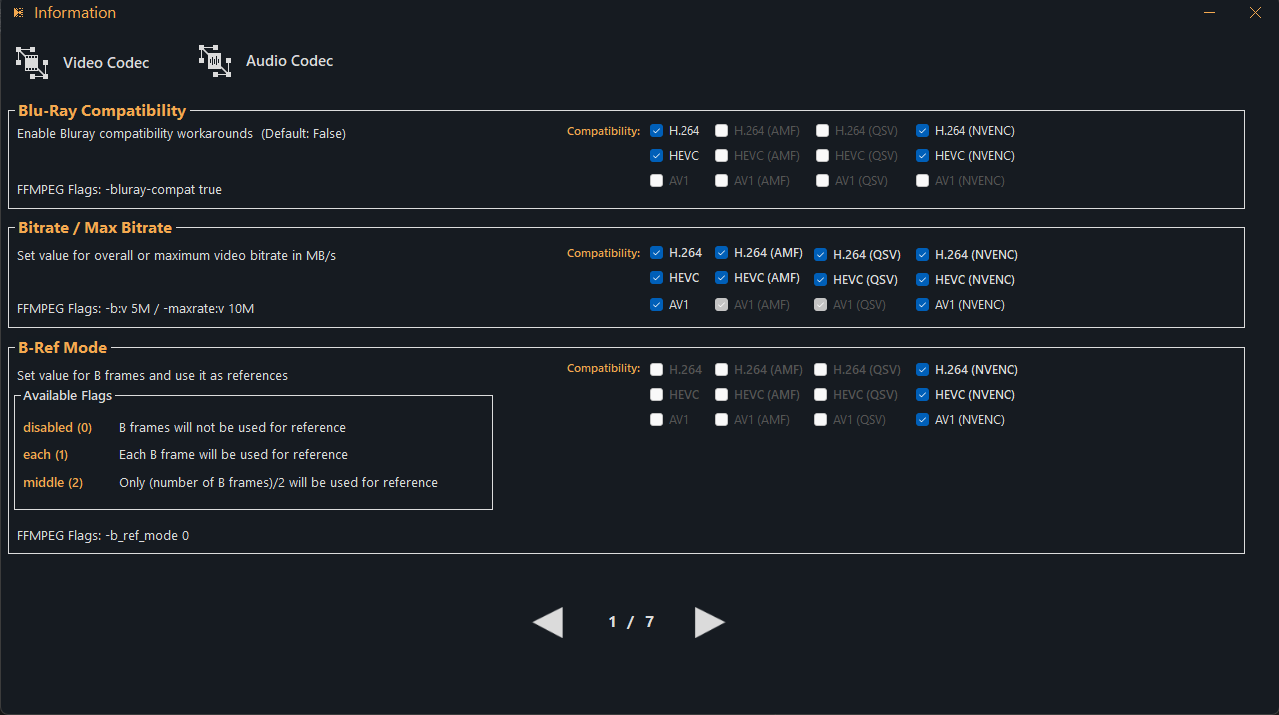 Information
Video Codec
Audio Codec
Blu-Ray Compatibility
Enable Bluray compatibility workarounds (Default: False)
Compatibility: H.264 H.264 (AMF) H.264 (QSV) H.264 (NVENC)
HEVC HEVC (AMF) HEVC (QSV) HEVC (NVENC)
AV1 AV1 (AMF) AV1 (QSV) AV1 (NVENC)
FFMPEG Flags: -bluray-compat true
Bitrate / Max Bitrate
Set value for overall or maximum video bitrate in MB/s
Compatibility: H.264 H.264 (AMF) H.264 (QSV) H.264 (NVENC)
HEVC HEVC (AMF) HEVC (QSV) HEVC (NVENC)
AV1 AV1 (AMF) AV1 (QSV) AV1 (NVENC)
FFMPEG Flags: -b:v 5M / -maxrate:v 10M
B-Ref Mode
Set value for B frames and use it as references
Compatibility: H.264 H.264 (AMF) H.264 (QSV) H.264 (NVENC)
HEVC HEVC (AMF) HEVC (QSV) HEVC (NVENC)
AV1 AV1 (AMF) AV1 (QSV) AV1 (NVENC)
Available Flags
disabled (0) B frames will not be used for reference
each (1) Each B frame will be used for reference
middle (2) Only (number of B frames)/2 will be used for reference
FFMPEG Flags: -b_ref_mode 0
1 / 7